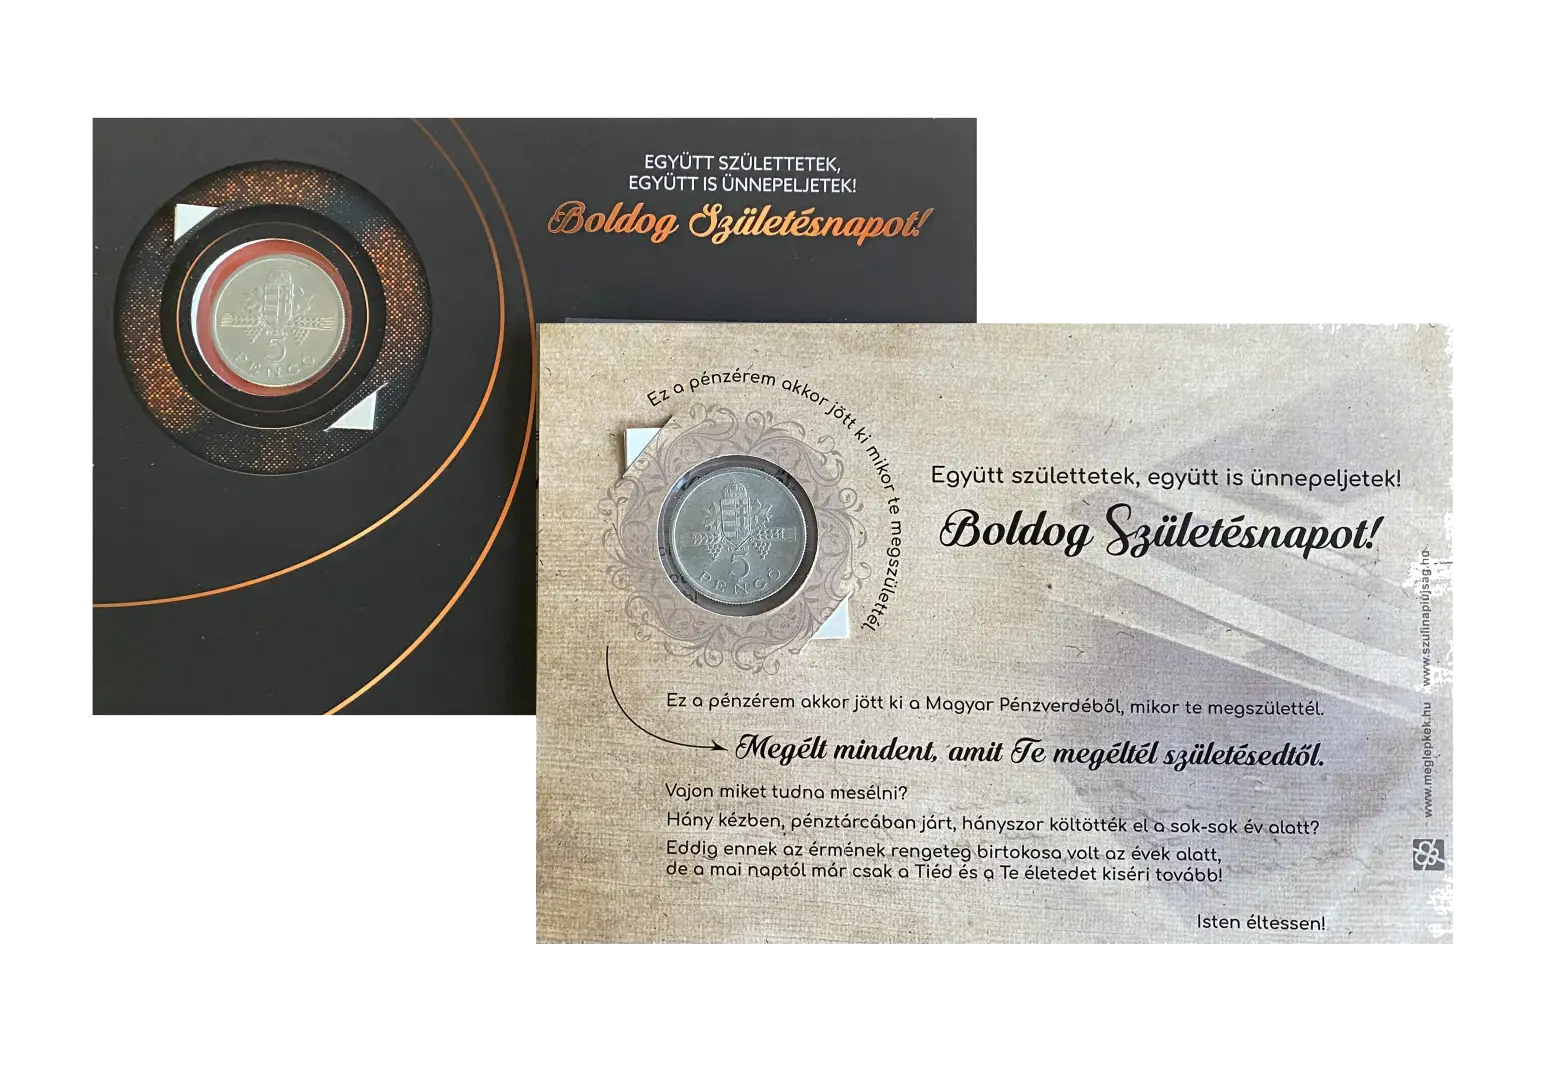 EGYÜTT SZÜLETTETEK,
EGYÜTT IS ÜNNEPELJETEK!
Boldog Születésnapot!
5
PENGŐ
Ez a pénzérem akkor jött ki mikor te megszülettél.
5
PENGŐ
Együtt születtetek, együtt is ünnepeljetek!
Boldog Születésnapot!
Ez a pénzérem akkor jött ki a Magyar Pénzverdéből, mikor te megszülettél.
Megélt mindent, amit Te megéltél születésedtől.
Vajon miket tudna mesélni?
Hány kézben, pénztárcában járt, hányszor költötték el a sok-sok év alatt?
Eddig ennek az érmének rengeteg birtokosa volt az évek alatt,
de a mai naptól már csak a Tiéd és a Te életedet kiséri tovább!
Isten éltessen!
www.meglepkek.hu www.szulinapiujsag.hu